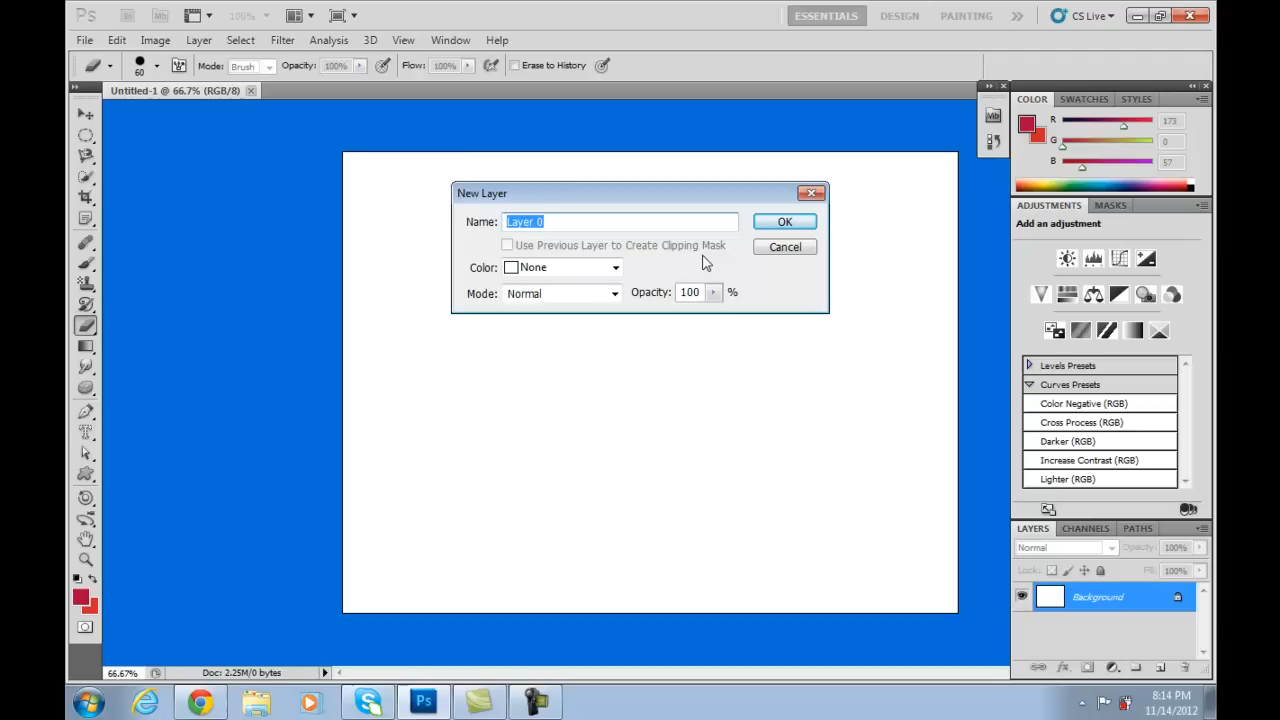 Ps Br Mb 100% ESSENTIALS DESIGN PAINTING CS Live
File Edit Image Layer Select Filter Analysis 3D View Window Help
60 Mode: Brush Opacity: 100% Flow: 100% Erase to History
Untitled-1 @ 66.7% (RGB/8)
COLOR SWATCHES STYLES
Mb
R 173
G 0
B 57
New Layer
Name: Layer 0 OK
Use Previous Layer to Create Clipping Mask Cancel
Color: None
Mode: Normal Opacity: 100 %
ADJUSTMENTS MASKS
Add an adjustment
Levels Presets
Curves Presets
Color Negative (RGB)
Cross Process (RGB)
Darker (RGB)
Increase Contrast (RGB)
Lighter (RGB)
LAYERS CHANNELS PATHS
Normal Opacity: 100%
Lock: Fill: 100%
Background
66.67% Doc: 2.25M/0 bytes
Ps
8:14 PM
11/14/2012